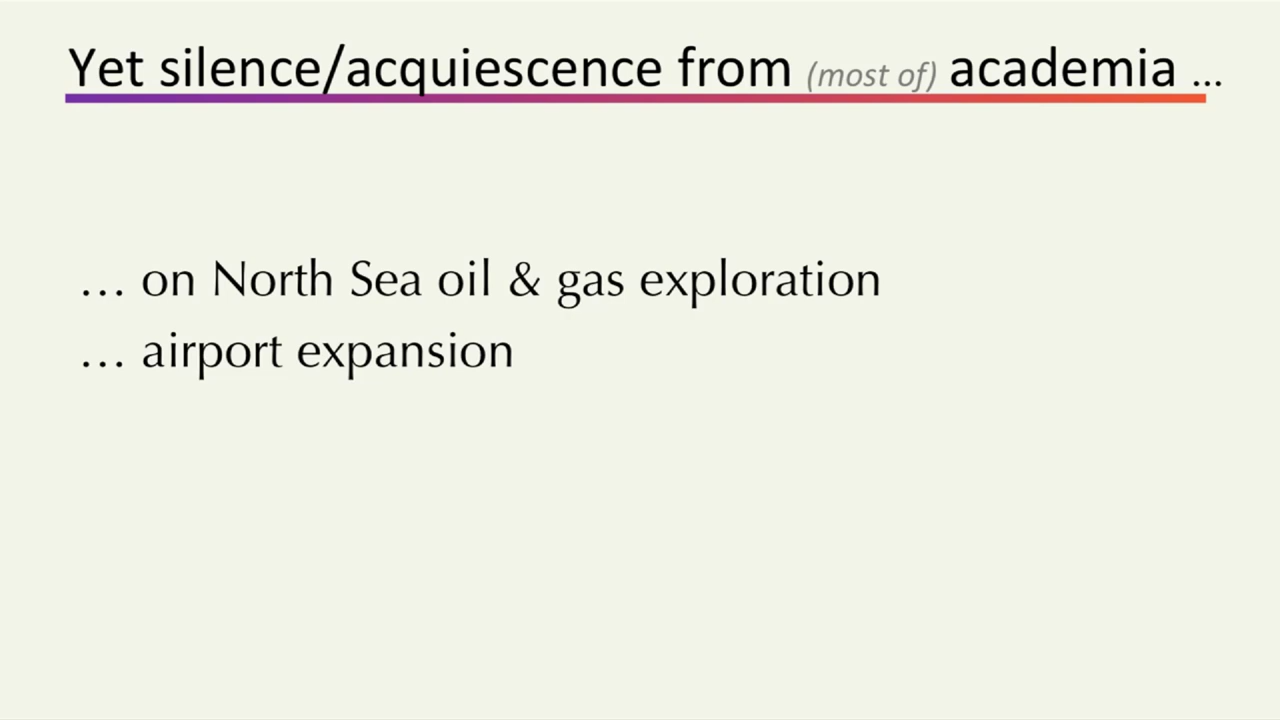 Yet silence/acquiescence from (most of) academia ...
... on North Sea oil & gas exploration
... airport expansion